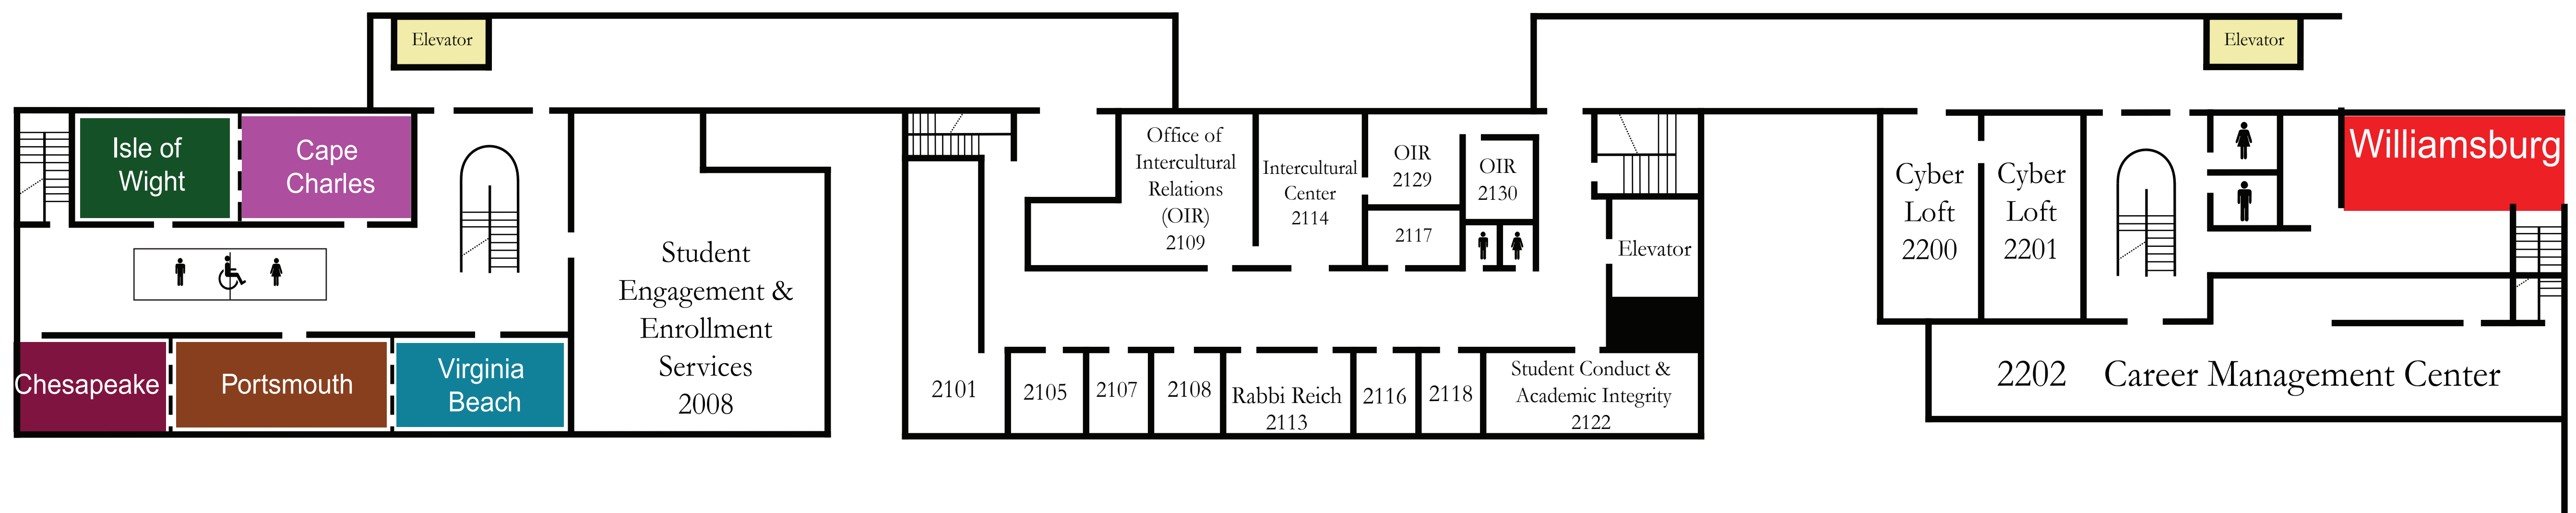 Elevator
Elevator
Isle of
Wight
Cape
Charles
Chesapeake
Portsmouth
Virginia
Beach
Student
Engagement &
Enrollment
Services
2008
Office of
Intercultural
Relations
(OIR)
2109
Intercultural
Center
2114
OIR
2129
OIR
2130
2117
Elevator
2101
2105
2107
2108
Rabbi Reich
2113
2116
2118
Student Conduct &
Academic Integrity
2122
Cyber
Loft
2200
Cyber
Loft
2201
Williamsburg
2202 Career Management Center